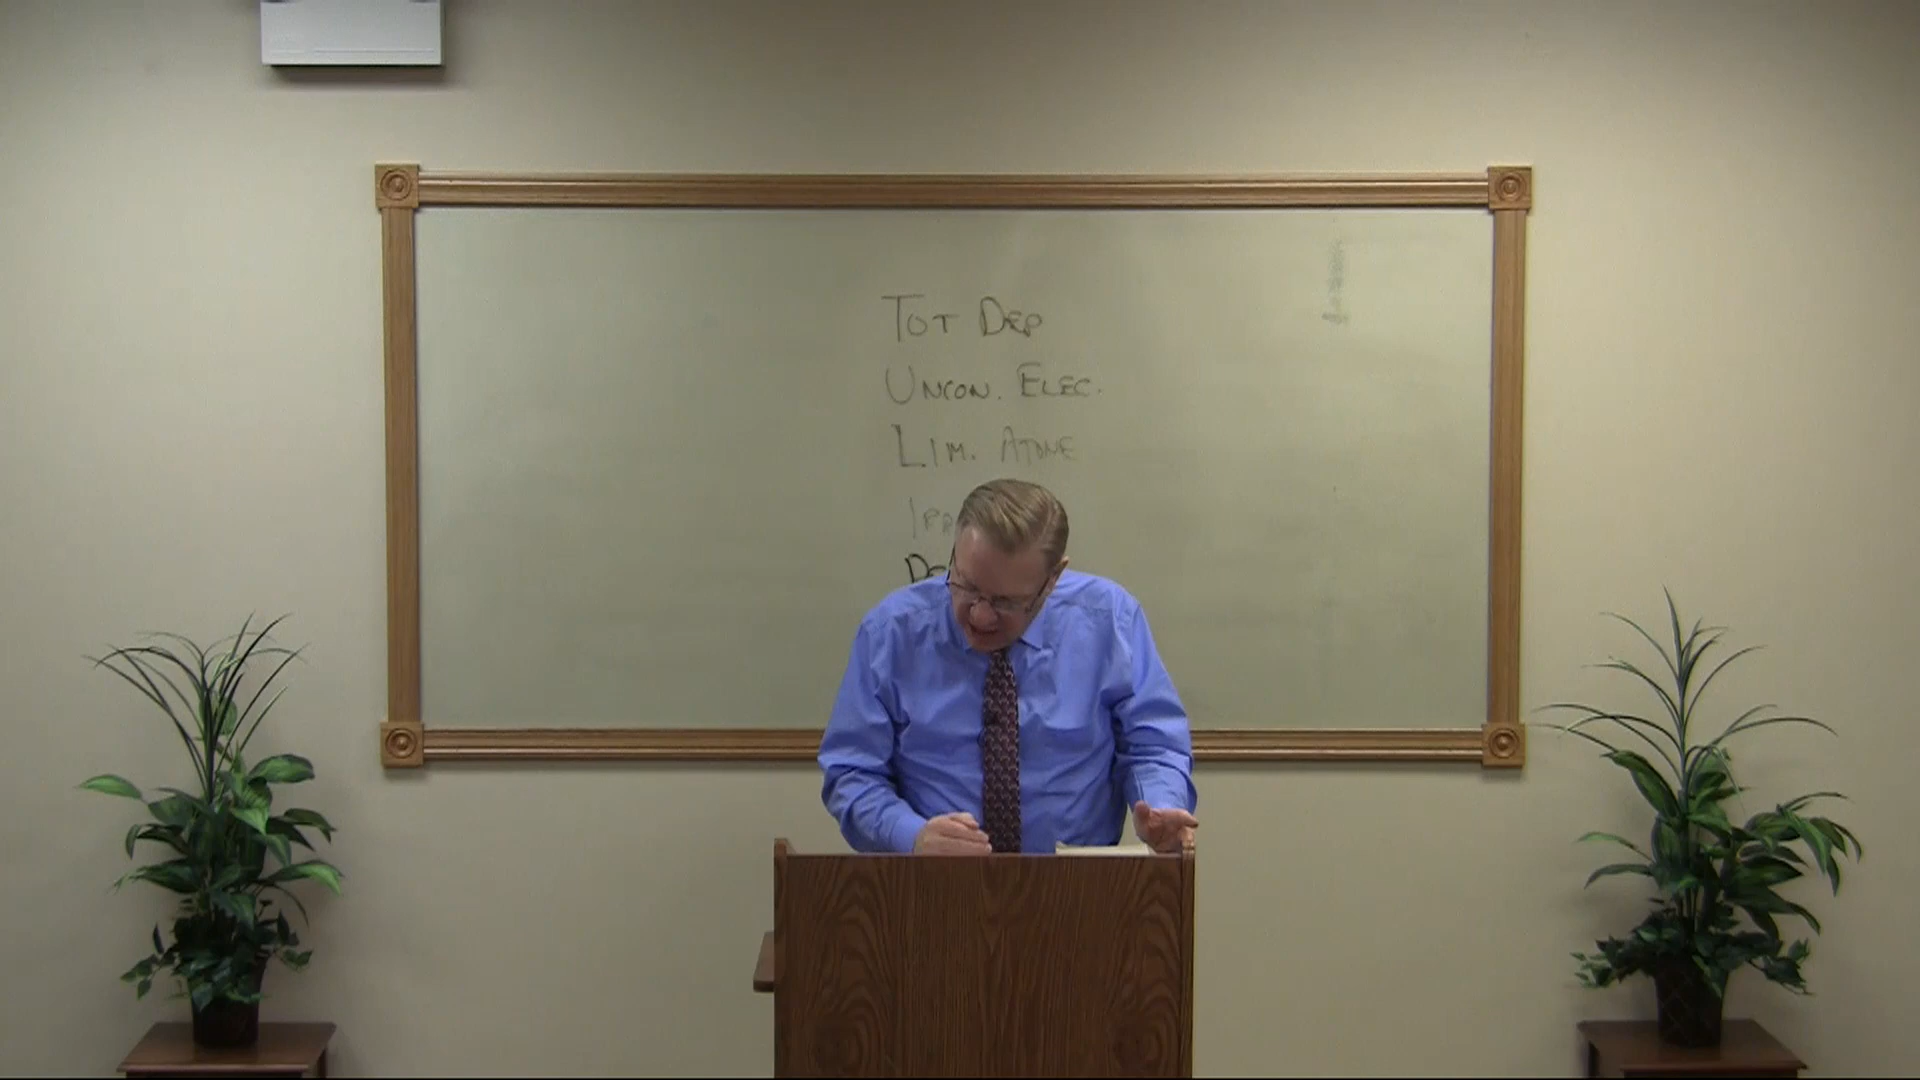 Tot Dep
Uncon. Elec.
Lim. Atone